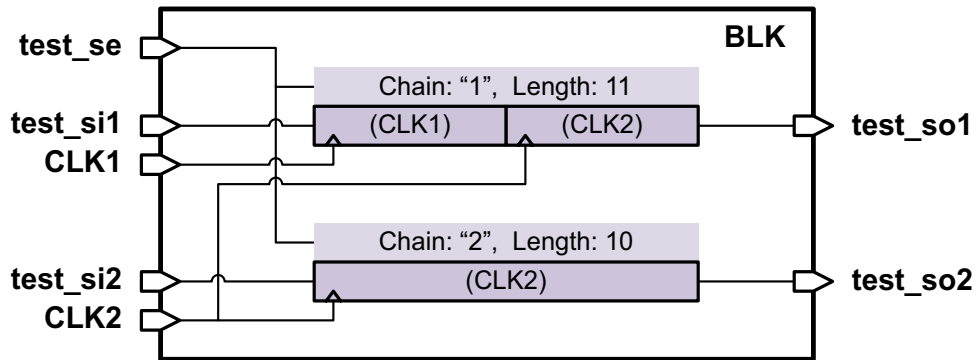 BLK
test_se
Chain: “1”, Length: 11
test_si1
(CLK1)
(CLK2)
test_so1
CLK1
Chain: “2”, Length: 10
test_si2
(CLK2)
test_so2
CLK2